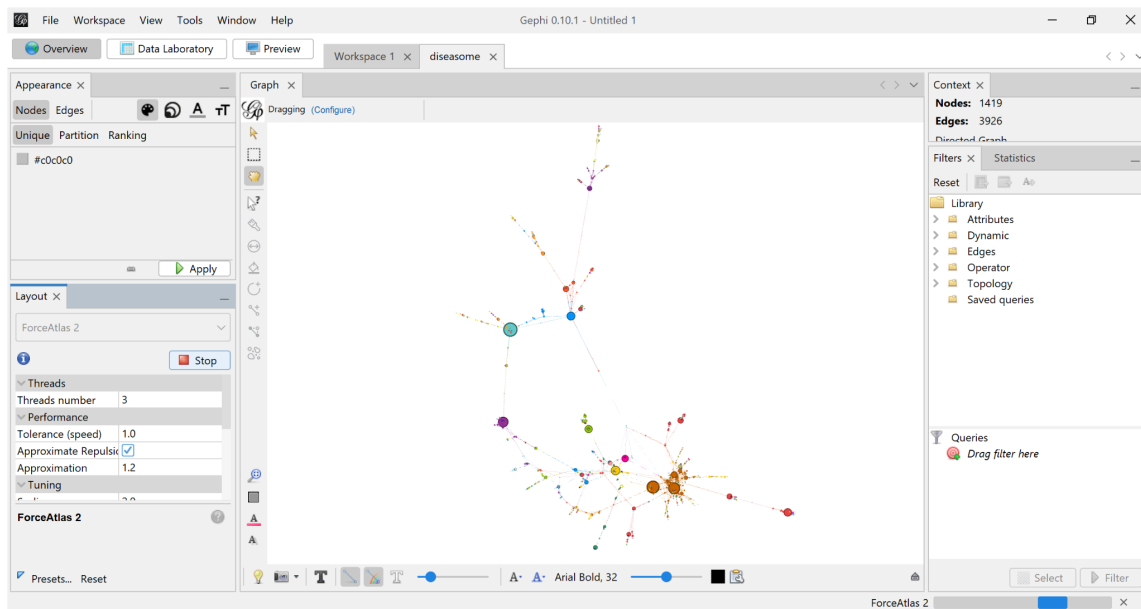 File Workspace View Tools Window Help
Gephi 0.10.1 - Untitled 1
Overview Data Laboratory Preview
Workspace 1 diseasome
Appearance
Nodes Edges
Unique Partition Ranking
#c0c0c0
Apply
Layout
ForceAtlas 2
Stop
Threads
Threads number 3
Performance
Tolerance (speed) 1.0
Approximate Repulsi
Approximation 1.2
Tuning
ForceAtlas 2
Presets... Reset
Graph
Dragging (Configure)
Arial Bold, 32
Context
Nodes: 1419
Edges: 3926
Directed Graph
Filters Statistics
Reset
Library
Attributes
Dynamic
Edges
Operator
Topology
Saved queries
Queries
Drag filter here
Select Filter
ForceAtlas 2